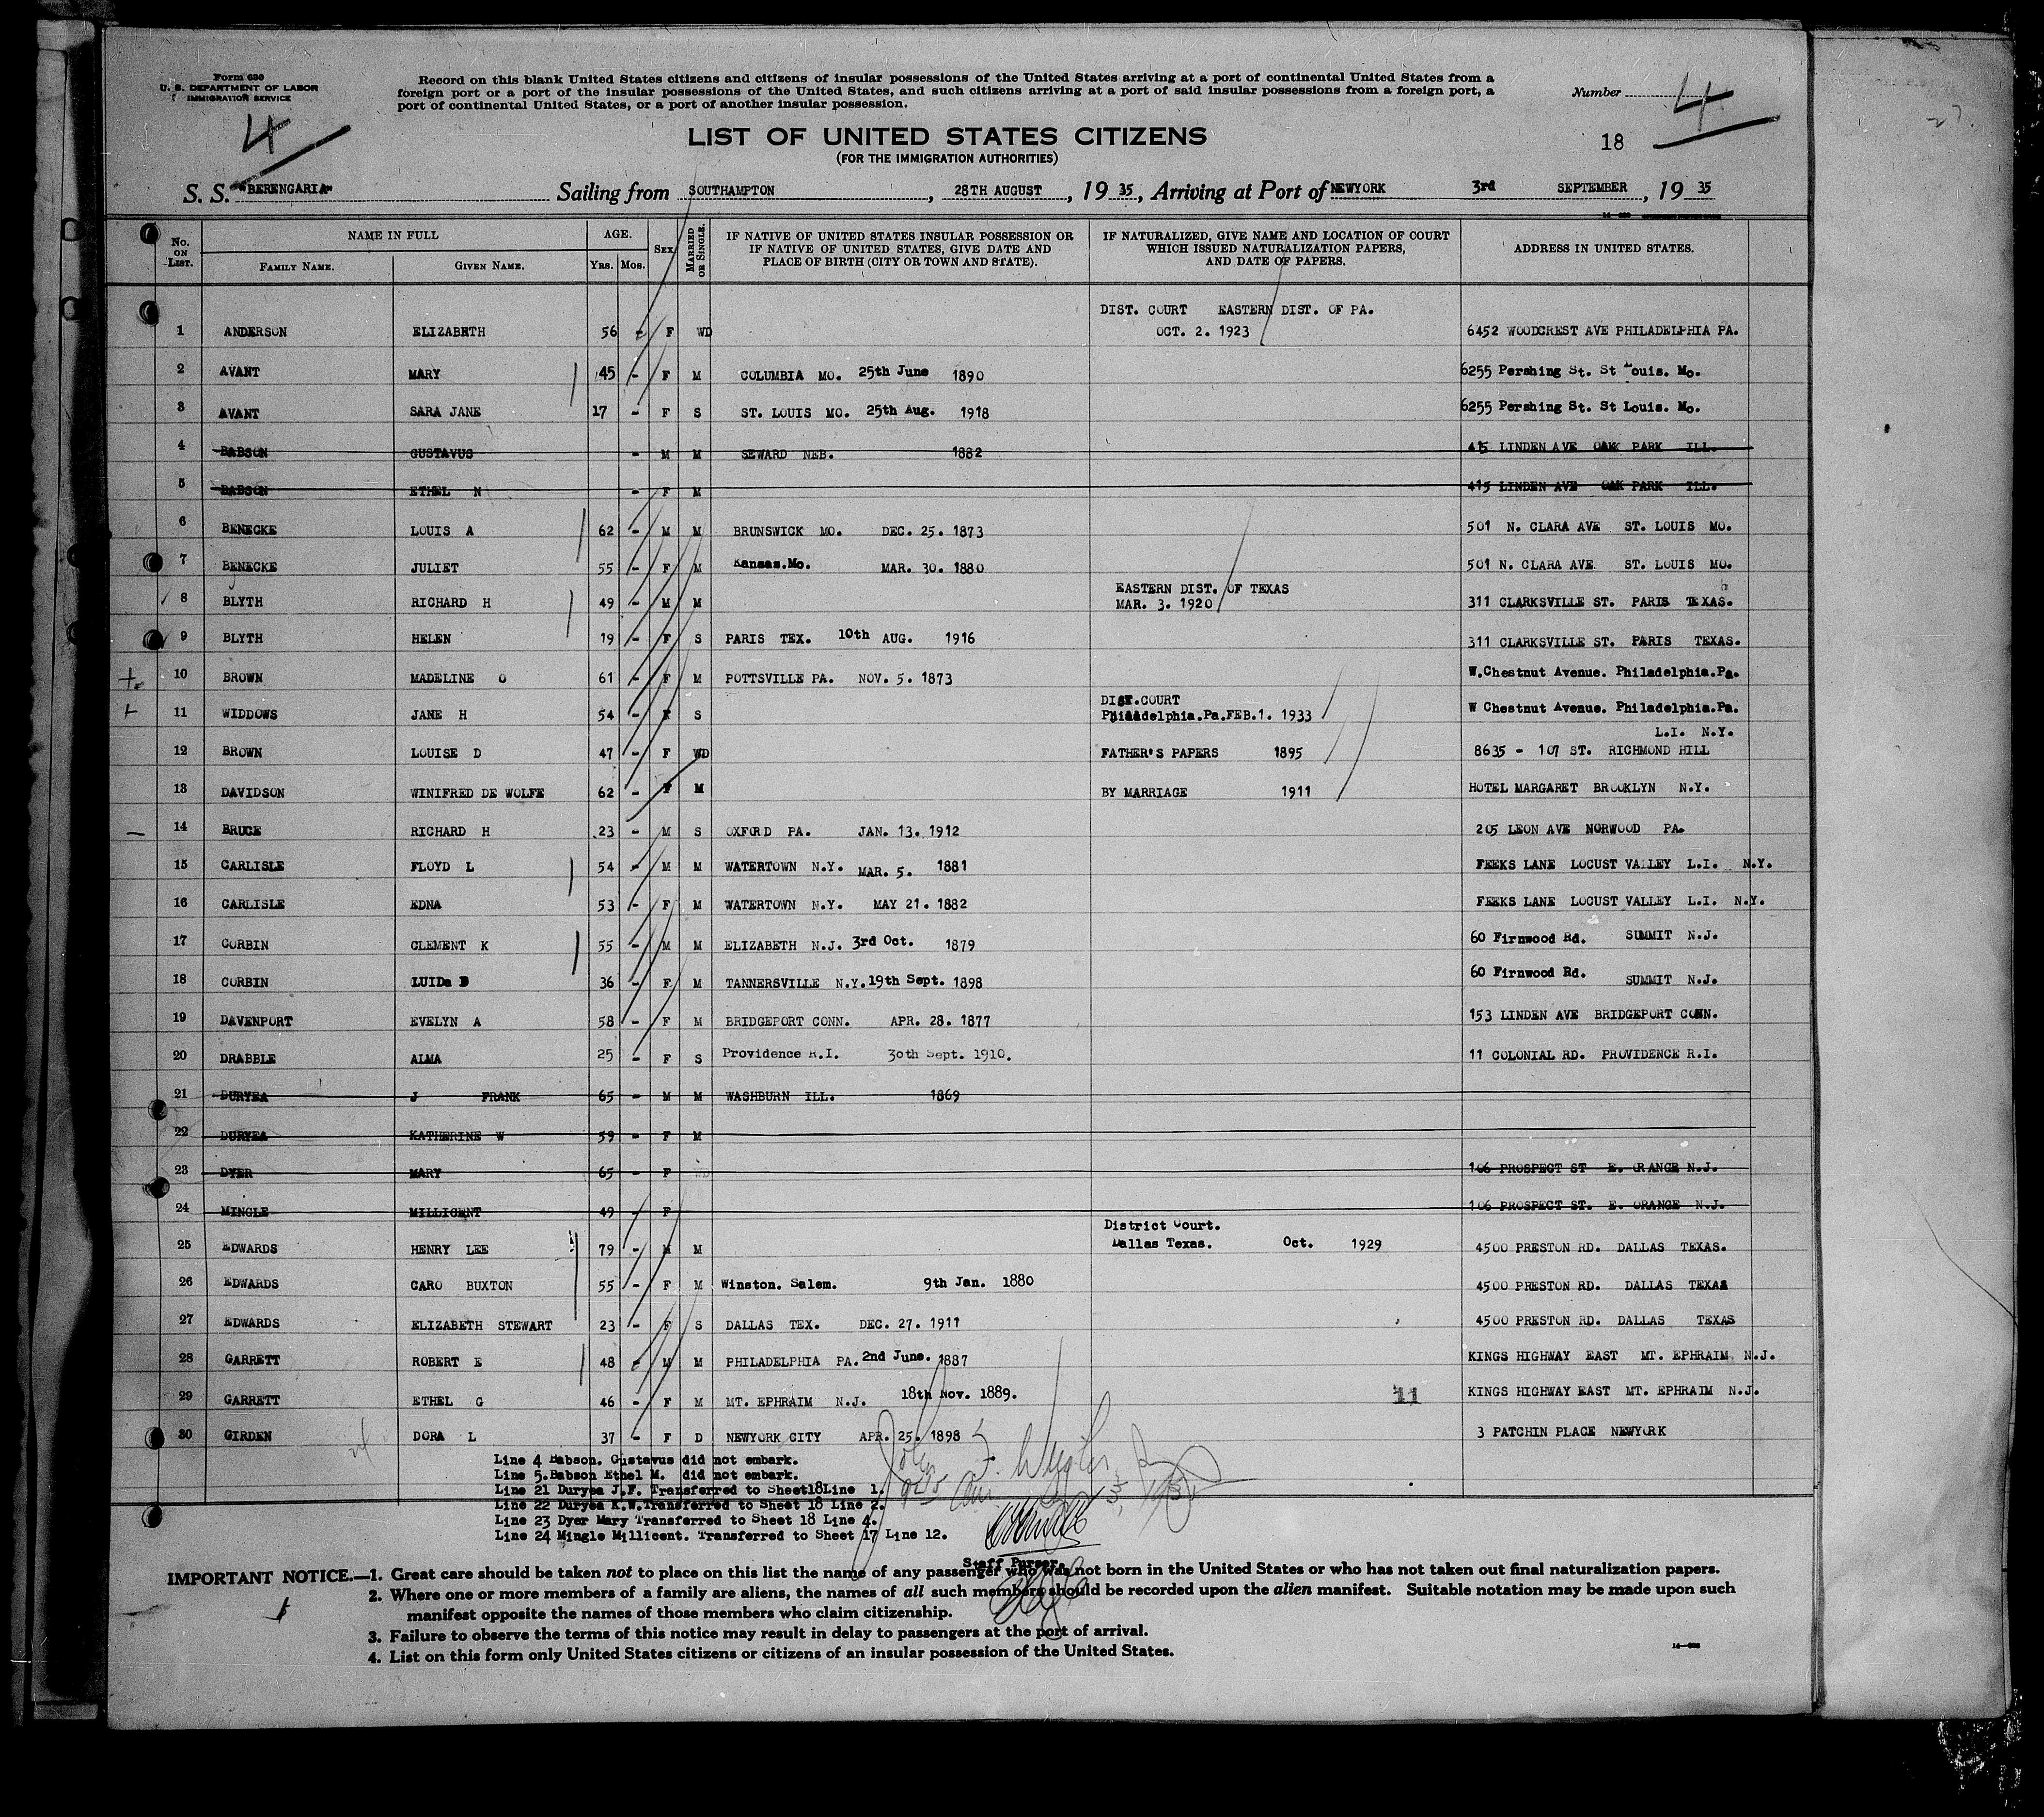 Form 630
U. S. DEPARTMENT OF LABOR
IMMIGRATION SERVICE
Record on this blank United States citizens and citizens of insular possessions of the United States arriving at a port of continental United States from a
foreign port or a port of the insular possessions of the United States, and such citizens arriving at a port of said insular possessions from a foreign port, a
port of continental United States, or a port of another insular possession.
Number 4
4
LIST OF UNITED STATES CITIZENS
18
(FOR THE IMMIGRATION AUTHORITIES)
S. S. "BERENGARIA" Sailing from SOUTHAMPTON, 28TH AUGUST, 19 35, Arriving at Port of NEWYORK 3rd SEPTEMBER, 19 35
No. ON LIST. NAME IN FULL FAMILY NAME. GIVEN NAME. AGE. Yrs. Mos. SEX MARRIED OR SINGLE. IF NATIVE OF UNITED STATES INSULAR POSSESSION OR IF NATIVE OF UNITED STATES, GIVE DATE AND PLACE OF BIRTH (CITY OR TOWN AND STATE). IF NATURALIZED, GIVE NAME AND LOCATION OF COURT WHICH ISSUED NATURALIZATION PAPERS, AND DATE OF PAPERS. ADDRESS IN UNITED STATES.
1 ANDERSON ELIZABETH 56 - F WD DIST. COURT EASTERN DIST. OF PA. OCT. 2. 1923 6452 WOODCREST AVE PHILADELPHIA PA.
2 AVANT MARY 45 - F M COLUMBIA MO. 25th June 1890 6255 Pershing St. St Louis. Mo.
3 AVANT SARA JANE 17 - F S ST. LOUIS MO. 25th Aug. 1918 6255 Pershing St. St Louis. Mo.
4 BABSON GUSTAVUS - M M SEWARD NEB. 1882 415 LINDEN AVE OAK PARK ILL.
5 BABSON ETHEL N - F M 415 LINDEN AVE OAK PARK ILL.
6 BENECKE LOUIS A 62 - M M BRUNSWICK MO. DEC. 25. 1873 501 N. CLARA AVE ST. LOUIS MO.
7 BENECKE JULIET 55 - F M Kansas.Mo. MAR. 30. 1880 501 N. CLARA AVE ST. LOUIS MO.
8 BLYTH RICHARD H 49 - M M EASTERN DIST. OF TEXAS MAR. 3. 1920 311 CLARKSVILLE ST. PARIS TEXAS.
9 BLYTH HELEN 19 - F S PARIS TEX. 10th AUG. 1916 311 CLARKSVILLE ST. PARIS TEXAS.
10 BROWN MADELINE O 61 - F M POTTSVILLE PA. NOV. 5. 1873 W.Chestnut Avenue. Philadelphia.Pa.
11 WIDDOWS JANE H 54 - F S DIST.COURT Philadelphia.Pa.FEB.1. 1933 W Chestnut Avenue. Philadelphia.Pa.
12 BROWN LOUISE D 47 - F WD FATHER'S PAPERS 1895 8635 - 107 ST. RICHMOND HILL L.I. N.Y.
13 DAVIDSON WINIFRED DE WOLFE 62 - F M BY MARRIAGE 1911 HOTEL MARGARET BROOKLYN N.Y.
14 BRUCE RICHARD H 23 - M S OXFORD PA. JAN. 13. 1912 205 LEON AVE NORWOOD PA.
15 CARLISLE FLOYD L 54 - M M WATERTOWN N.Y. MAR. 5. 1881 FEEKS LANE LOCUST VALLEY L.I. N.Y.
16 CARLISLE EDNA 53 - F M WATERTOWN N.Y. MAY 21. 1882 FEEKS LANE LOCUST VALLEY L.I. N.Y.
17 CORBIN CLEMENT K 55 - M M ELIZABETH N.J. 3rd Oct. 1879 60 Firnwood Rd. SUMMIT N.J.
18 CORBIN LUIDa B 36 - F M TANNERSVILLE N.Y.19th Sept. 1898 60 Firnwood Rd. SUMMIT N.J.
19 DAVENPORT EVELYN A 58 - F M BRIDGEPORT CONN. APR. 28. 1877 153 LINDEN AVE BRIDGEPORT CONN.
20 DRABBLE ALMA 25 - F S Providence R.I. 30th Sept. 1910. 11 COLONIAL RD. PROVIDENCE R.I.
21 DURYEA J FRANK 65 - M M WASHBURN ILL. 1869
22 DURYEA KATHERINE W 59 - F M
23 DYER MARY 65 - F WD 106 PROSPECT ST E. ORANGE N.J.
24 MINGLE MILLICENT 49 - F 106 PROSPECT ST. E. ORANGE N.J.
25 EDWARDS HENRY LEE 79 - M M District Court. Dallas Texas. Oct. 1929 4500 PRESTON RD. DALLAS TEXAS.
26 EDWARDS CARO BUXTON 55 - F M Winston. Salem. 9th Jan. 1880 4500 PRESTON RD. DALLAS TEXAS
27 EDWARDS ELIZABETH STEWART 23 - F S DALLAS TEX. DEC. 27. 1911 4500 PRESTON RD. DALLAS TEXAS
28 GARRETT ROBERT E 48 - M M PHILADELPHIA PA. 2nd June. 1887 KINGS HIGHWAY EAST MT. EPHRAIM N.J.
29 GARRETT ETHEL G 46 - F M MT. EPHRAIM N.J. 18th Nov. 1889. 11 KINGS HIGHWAY EAST MT. EPHRAIM N.J.
30 GIRDEN DORA L 37 - F D NEWYORK CITY APR. 25. 1898 3 PATCHIN PLACE NEWYORK
Line 4 Babson. Gustavus did not embark.
Line 5.Babson Ethel M. did not embark.
Line 21 Duryea J.F. Transferred to Sheet18Line 1.
Line 22 Duryea K.W.Transferred to Sheet 18 Line 2.
Line 23 Dyer Mary Transferred to Sheet 18 Line 4.
Line 24 Mingle Millicent. Transferred to Sheet 17 Line 12.
Staff Purser.
IMPORTANT NOTICE.—1. Great care should be taken not to place on this list the name of any passenger who was not born in the United States or who has not taken out final naturalization papers.
2. Where one or more members of a family are aliens, the names of all such members should be recorded upon the alien manifest. Suitable notation may be made upon such
manifest opposite the names of those members who claim citizenship.
3. Failure to observe the terms of this notice may result in delay to passengers at the port of arrival.
4. List on this form only United States citizens or citizens of an insular possession of the United States.